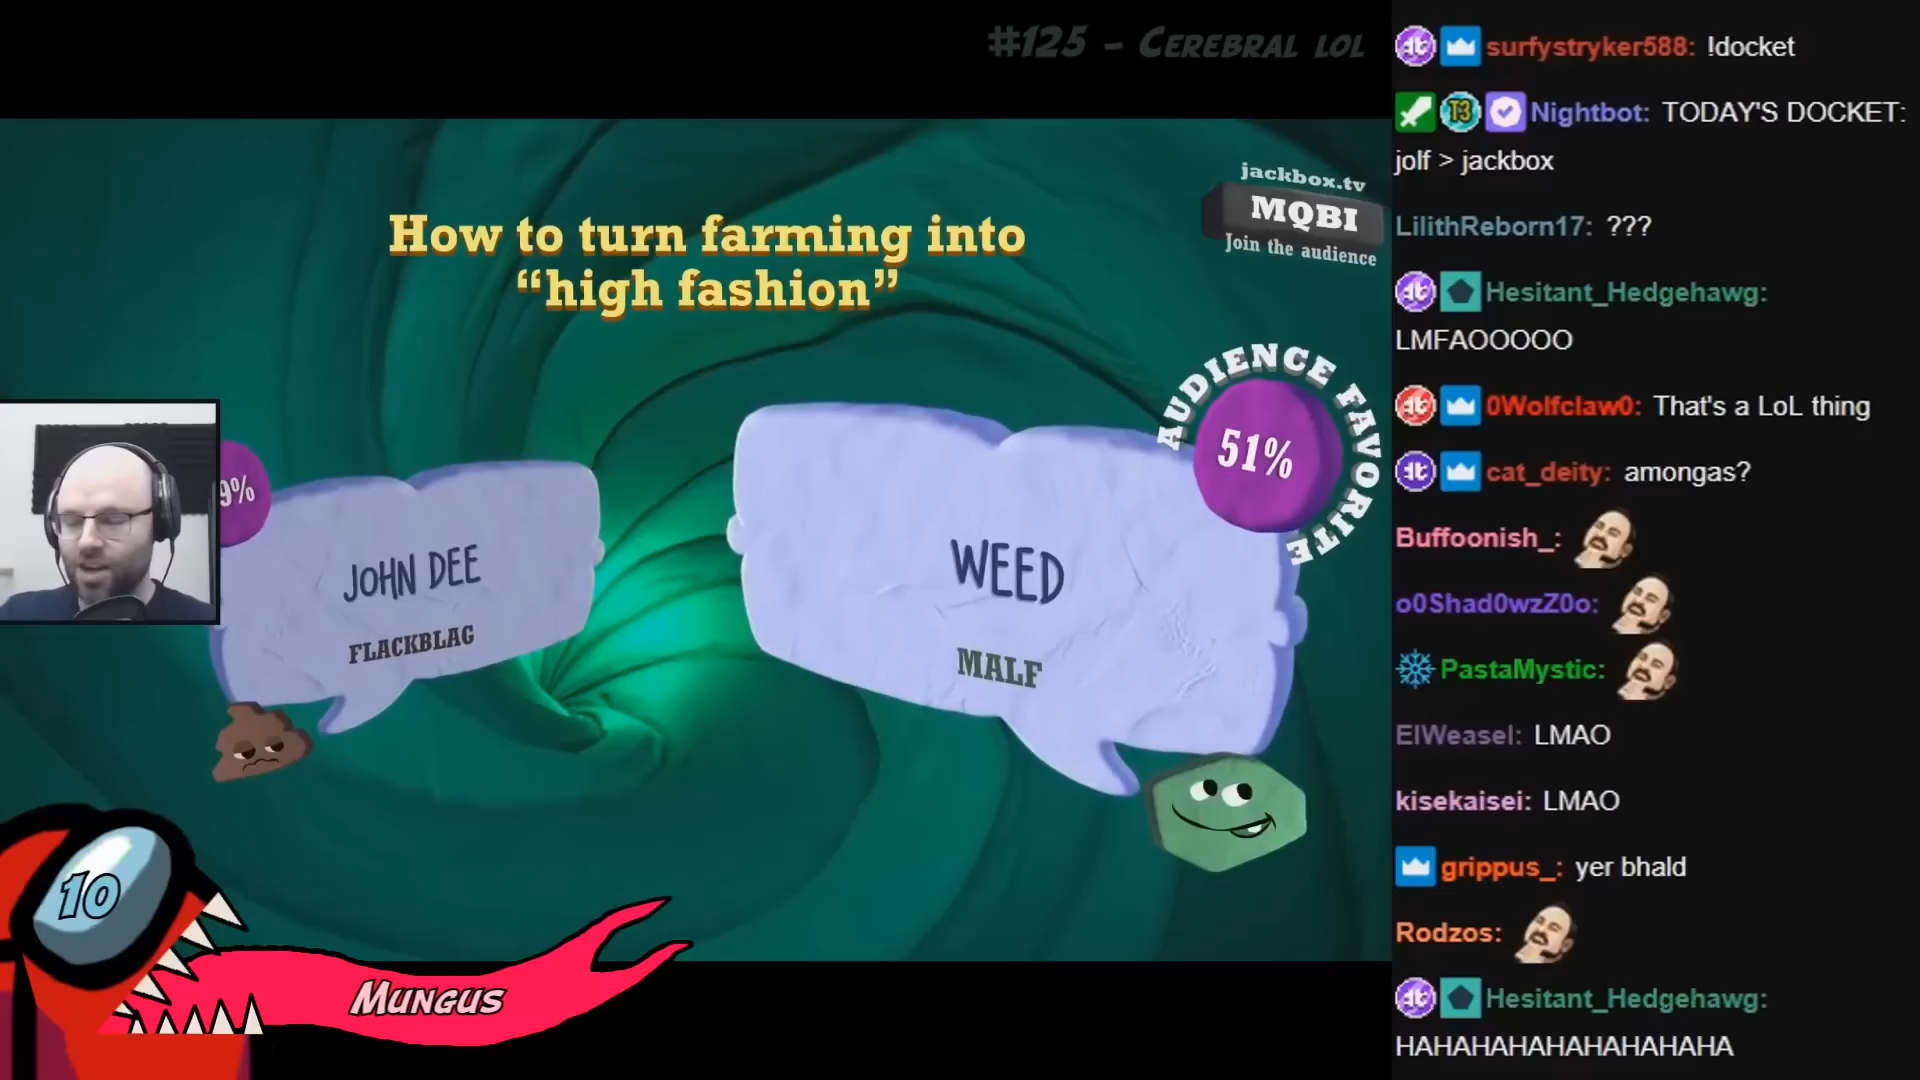 #125 - CEREBRAL LOL
jackbox.tv
MQBI
Join the audience
How to turn farming into
“high fashion”
AUDIENCE FAVORITE
51%
9%
JOHN DEE
FLACKBLAG
WEED
MALF
10
MUNGUS
surfystryker588: !docket
T3 Nightbot: TODAY'S DOCKET:
jolf > jackbox
LilithReborn17: ???
Hesitant_Hedgehawg:
LMFAOOOOO
0Wolfclaw0: That's a LoL thing
cat_deity: amongas?
Buffoonish_:
o0Shad0wzZ0o:
PastaMystic:
ElWeasel: LMAO
kisekaisei: LMAO
grippus_: yer bhald
Rodzos:
Hesitant_Hedgehawg:
HAHAHAHAHAHAHAHAHA